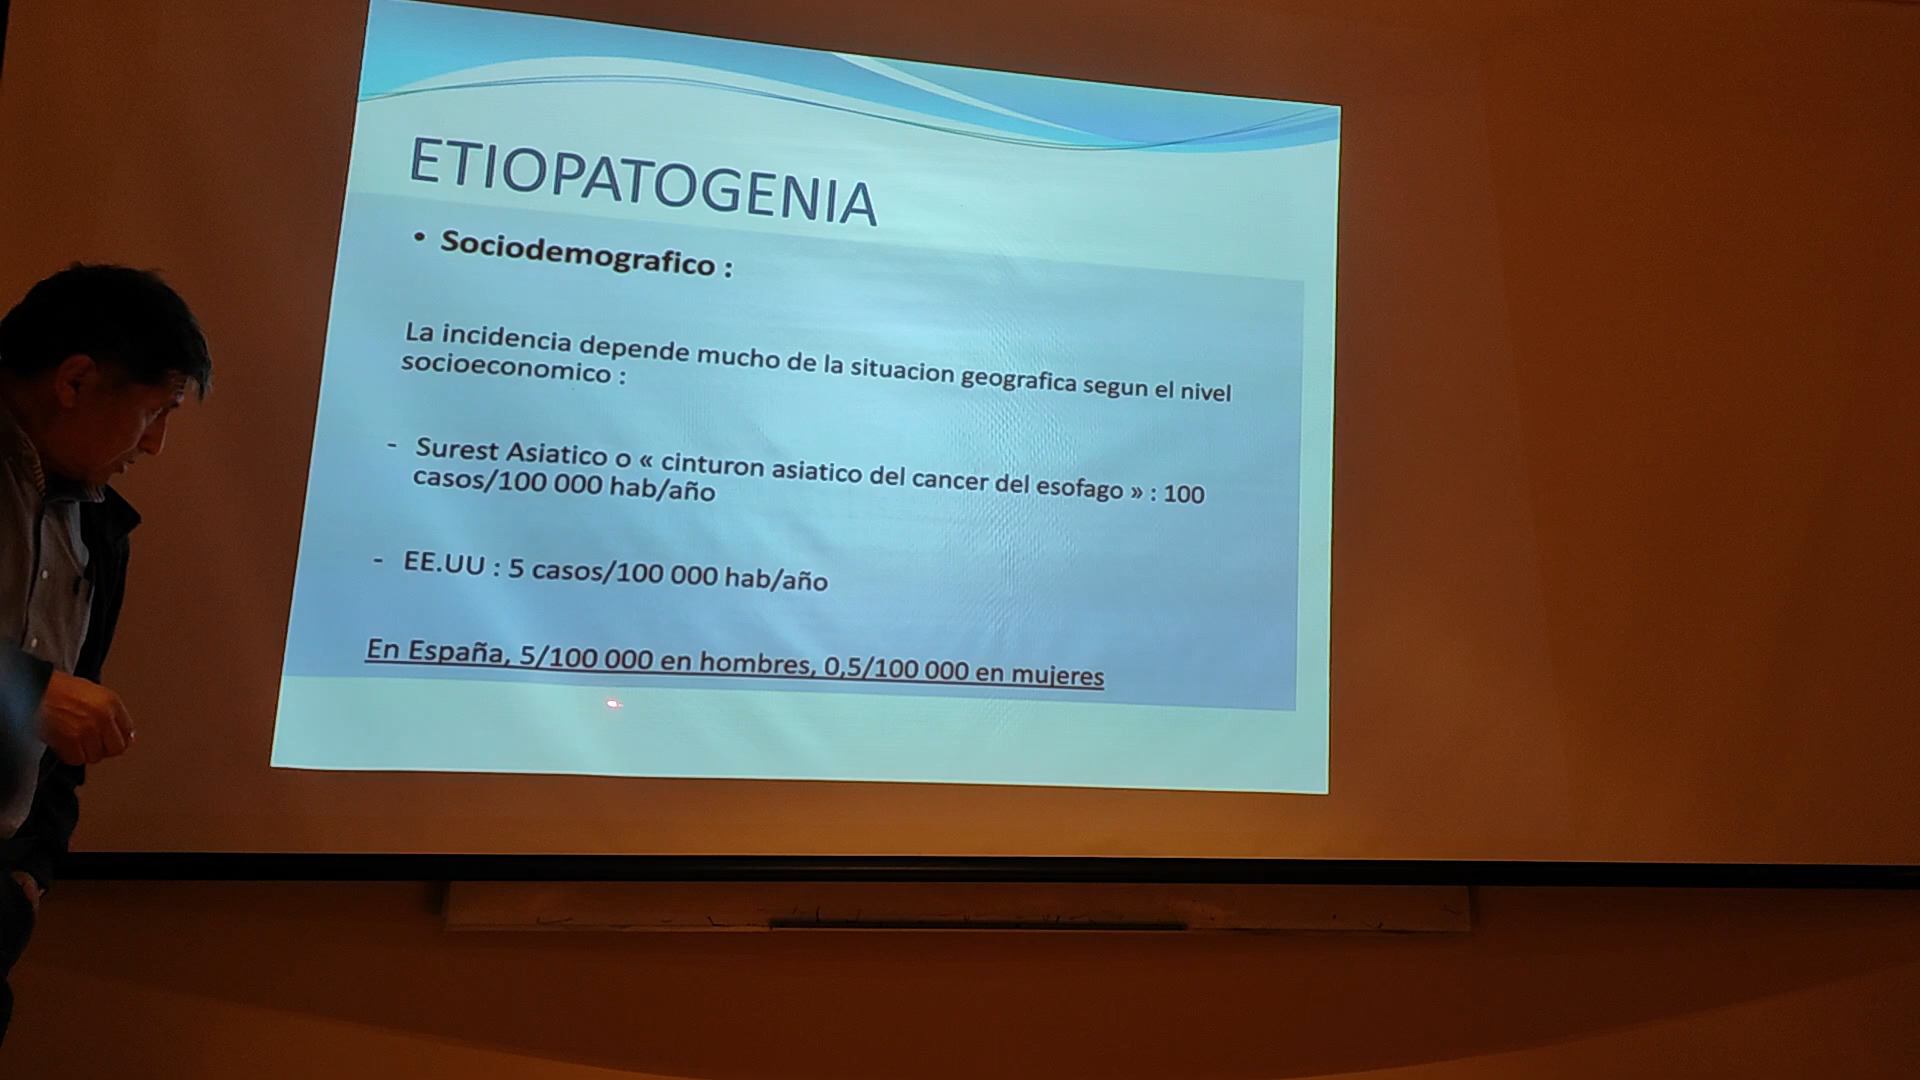 ETIOPATOGENIA
• Sociodemografico :
La incidencia depende mucho de la situacion geografica segun el nivel
socioeconomico :
- Surest Asiatico o « cinturon asiatico del cancer del esofago » : 100
casos/100 000 hab/año
- EE.UU : 5 casos/100 000 hab/año
En España, 5/100 000 en hombres, 0,5/100 000 en mujeres